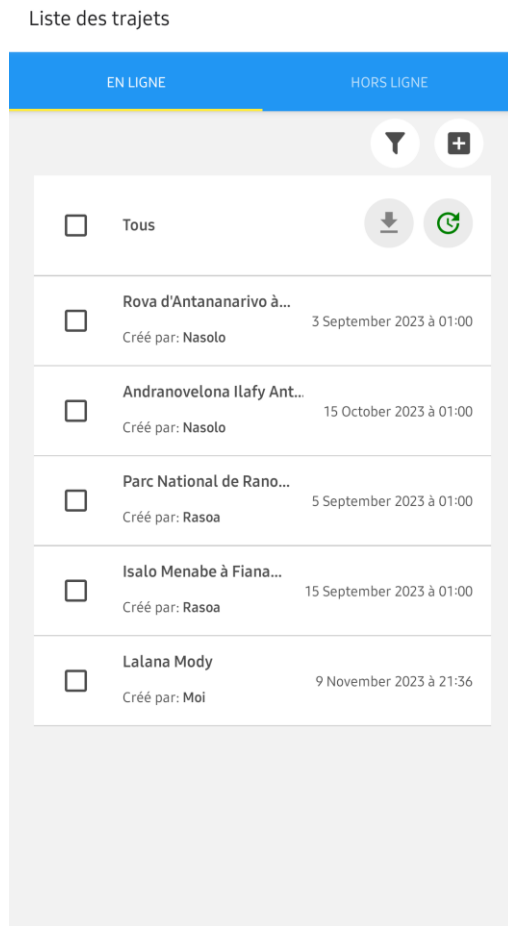 Liste des trajets
EN LIGNE
HORS LIGNE
Tous
Rova d'Antananarivo à...
3 September 2023 à 01:00
Créé par: Nasolo
Andranovelona Ilafy Ant...
15 October 2023 à 01:00
Créé par: Nasolo
Parc National de Rano...
5 September 2023 à 01:00
Créé par: Rasoa
Isalo Menabe à Fiana...
15 September 2023 à 01:00
Créé par: Rasoa
Lalana Mody
9 November 2023 à 21:36
Créé par: Moi